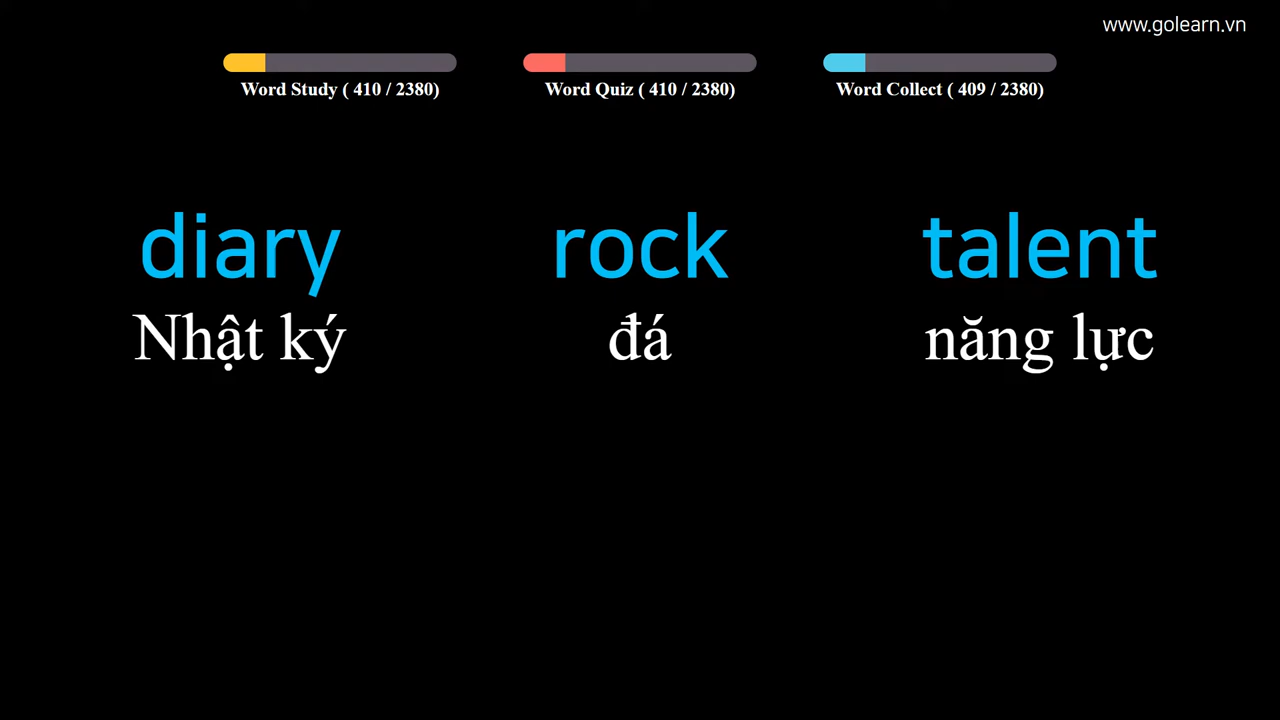 www.golearn.vn
Word Study ( 410 / 2380)
Word Quiz ( 410 / 2380)
Word Collect ( 409 / 2380)
diary
Nhật ký
rock
đá
talent
năng lực